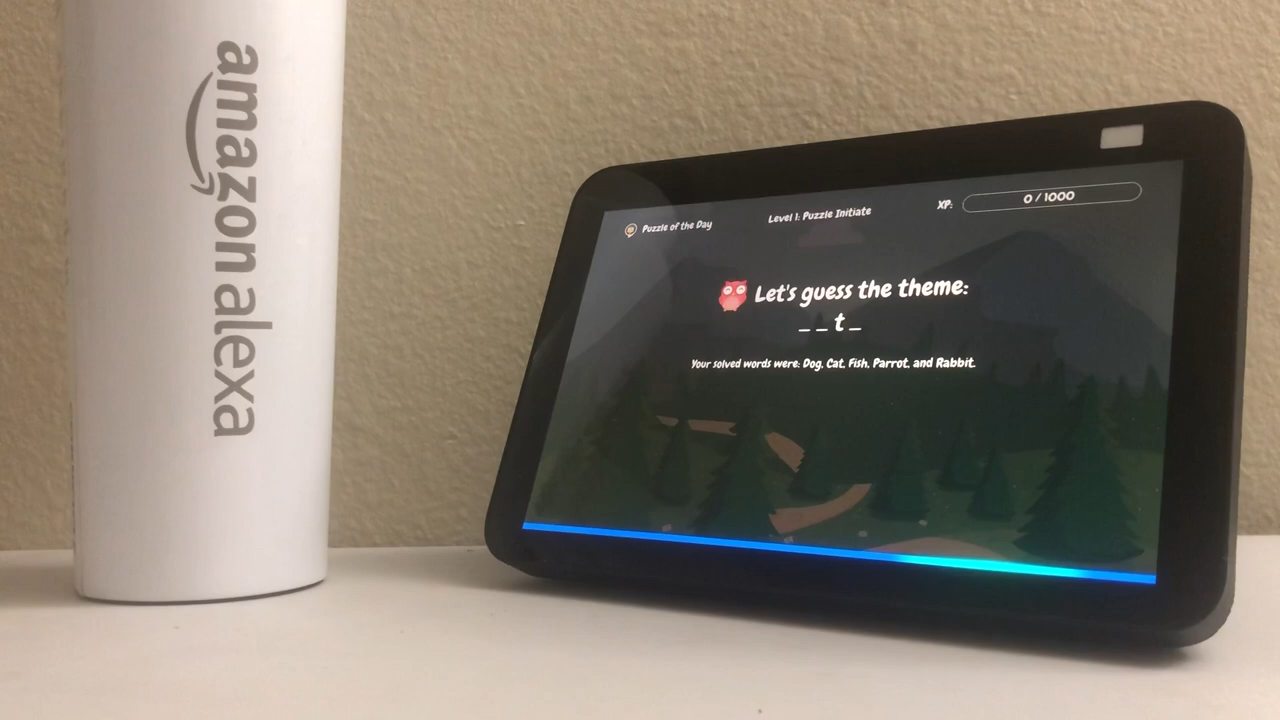 amazon alexa
Puzzle of the Day
Level 1: Puzzle Initiate
XP:
0 / 1000
Let's guess the theme:
_ _ t _
Your solved words were: Dog, Cat, Fish, Parrot, and Rabbit.